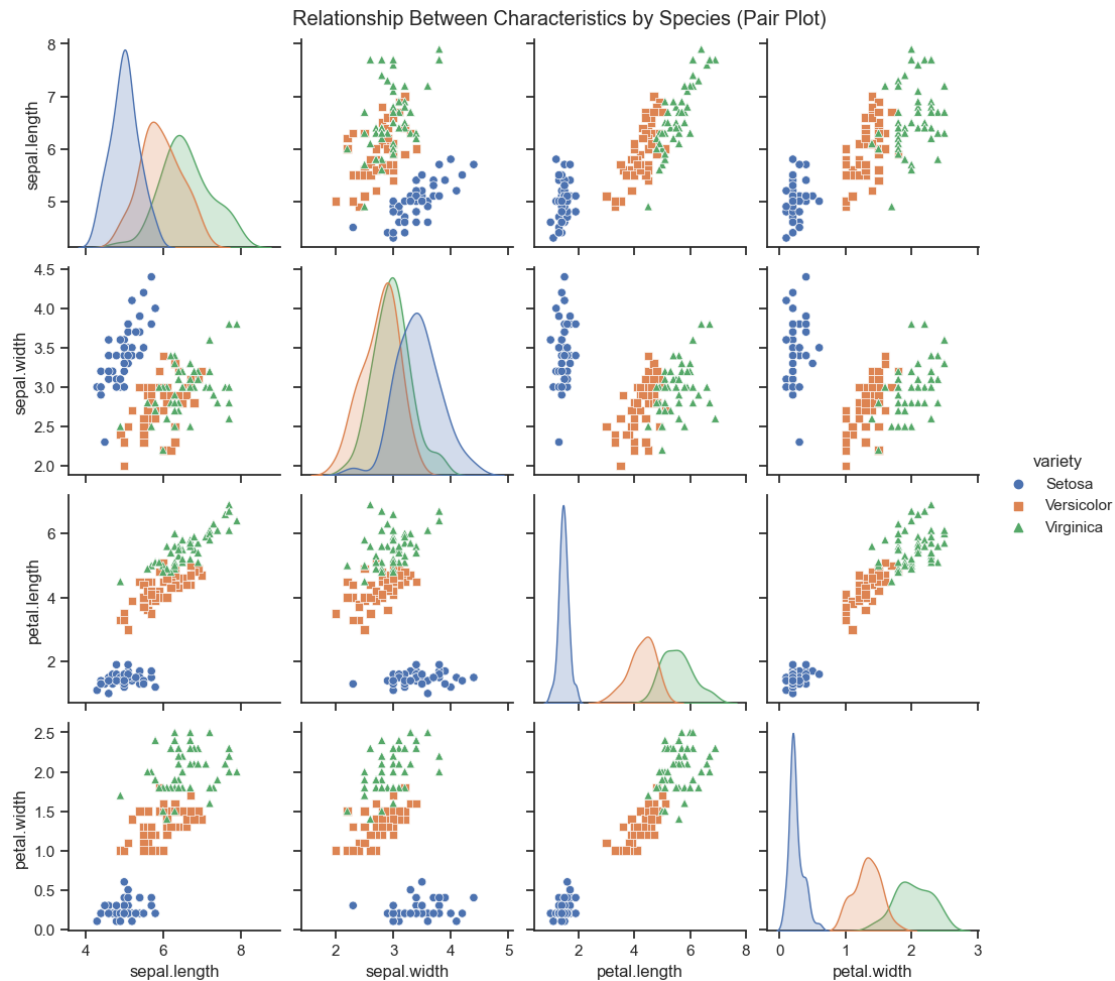 Relationship Between Characteristics by Species (Pair Plot)
8
7
6
5
sepal.length
4.5
4.0
3.5
3.0
2.5
2.0
sepal.width
variety
Setosa
Versicolor
Virginica
6
4
2
petal.length
2.5
2.0
1.5
1.0
0.5
0.0
petal.width
4 6 8 2 3 4 5 0 2 4 6 8 0 1 2 3
sepal.length sepal.width petal.length petal.width